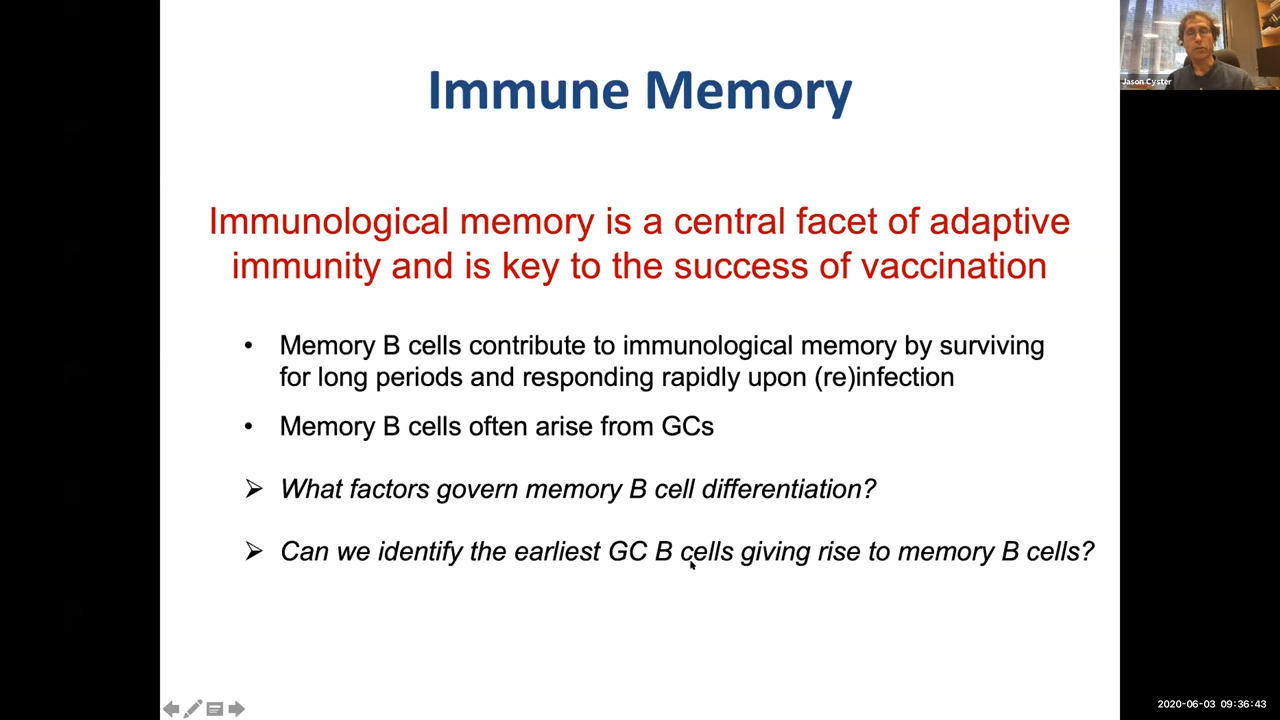 Immune Memory
Jason Cyster
Immunological memory is a central facet of adaptive
immunity and is key to the success of vaccination
• Memory B cells contribute to immunological memory by surviving
for long periods and responding rapidly upon (re)infection
• Memory B cells often arise from GCs
➢ What factors govern memory B cell differentiation?
➢ Can we identify the earliest GC B cells giving rise to memory B cells?
2020-06-03 09:36:43